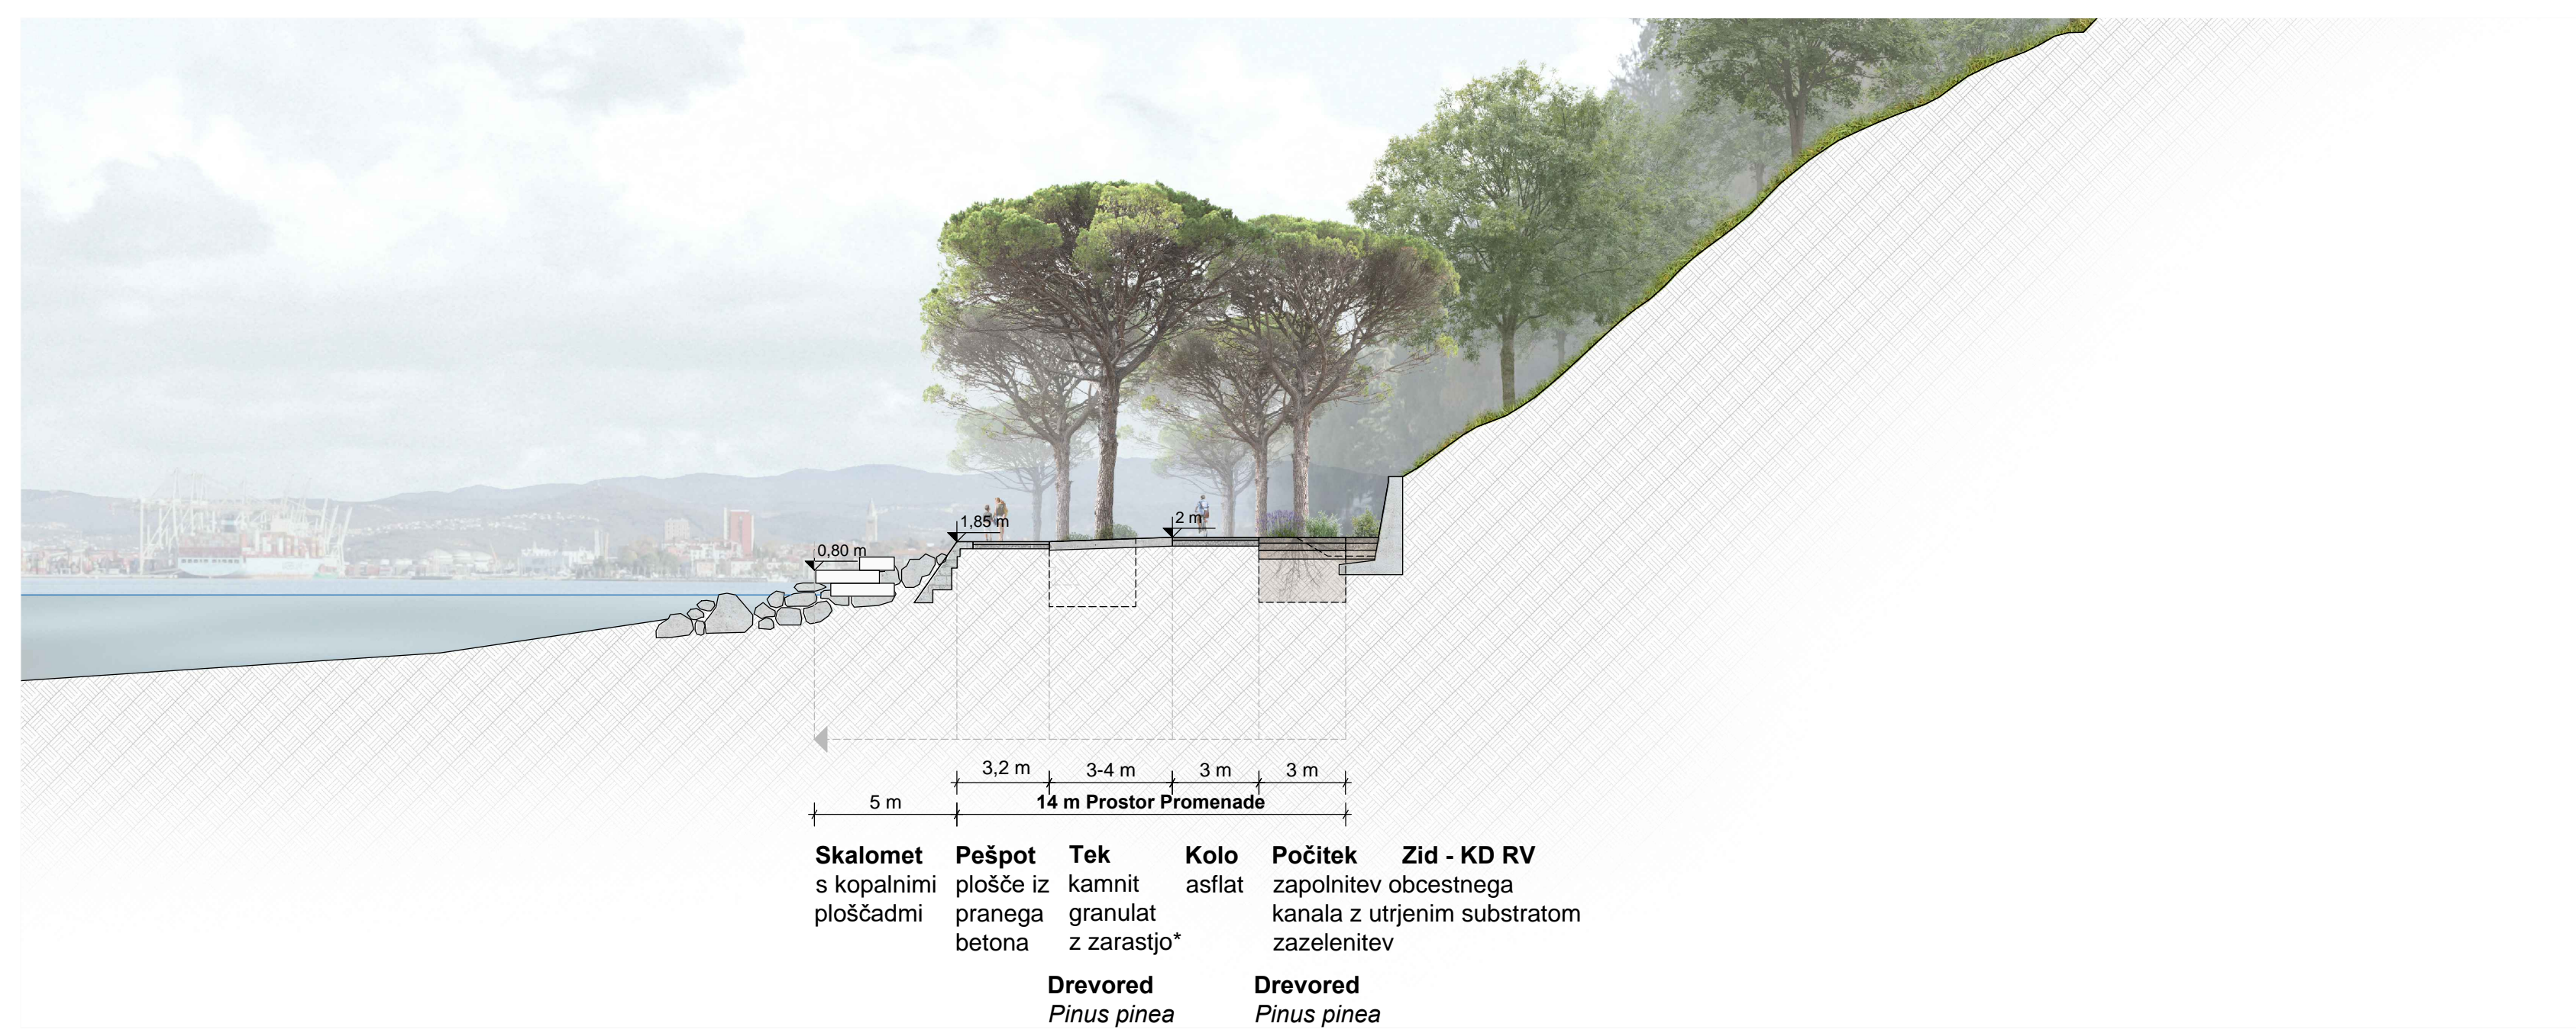 1,85 m
2 m
0,80 m
3,2 m
3-4 m
3 m
3 m
5 m
14 m Prostor Promenade
Skalomet
s kopalnimi
ploščadmi
Pešpot
plošče iz
pranega
betona
Tek
kamnit
granulat
z zarastjo*
Kolo
asflat
Počitek
zapolnitev obcestnega
kanala z utrjenim substratom
zazelenitev
Zid - KD RV
Drevored
Pinus pinea
Drevored
Pinus pinea